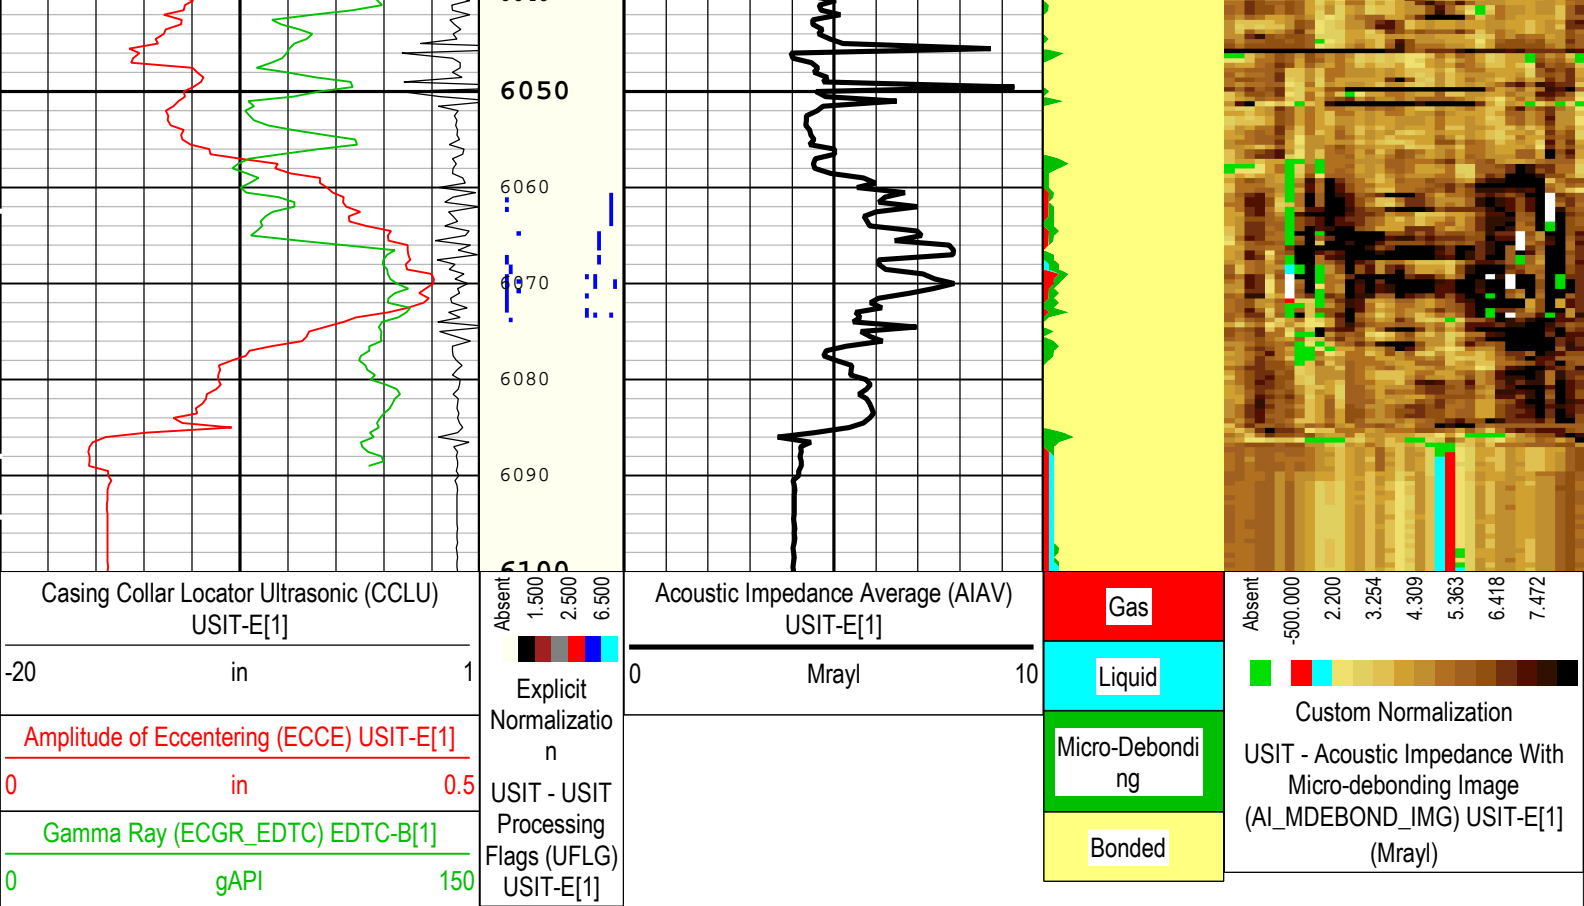 6050
6060
6070
6080
6090
6100
Casing Collar Locator Ultrasonic (CCLU)
USIT-E[1]
-20 in 1
Amplitude of Eccentering (ECCE) USIT-E[1]
0 in 0.5
Gamma Ray (ECGR_EDTC) EDTC-B[1]
0 gAPI 150
Absent
1.500
2.500
6.500
Explicit
Normalizatio
n
USIT - USIT
Processing
Flags (UFLG)
USIT-E[1]
Acoustic Impedance Average (AIAV)
USIT-E[1]
0 Mrayl 10
Gas
Liquid
Micro-Debondi
ng
Bonded
Absent
-500.000
2.200
3.254
4.309
5.363
6.418
7.472
Custom Normalization
USIT - Acoustic Impedance With
Micro-debonding Image
(AI_MDEBOND_IMG) USIT-E[1]
(Mrayl)